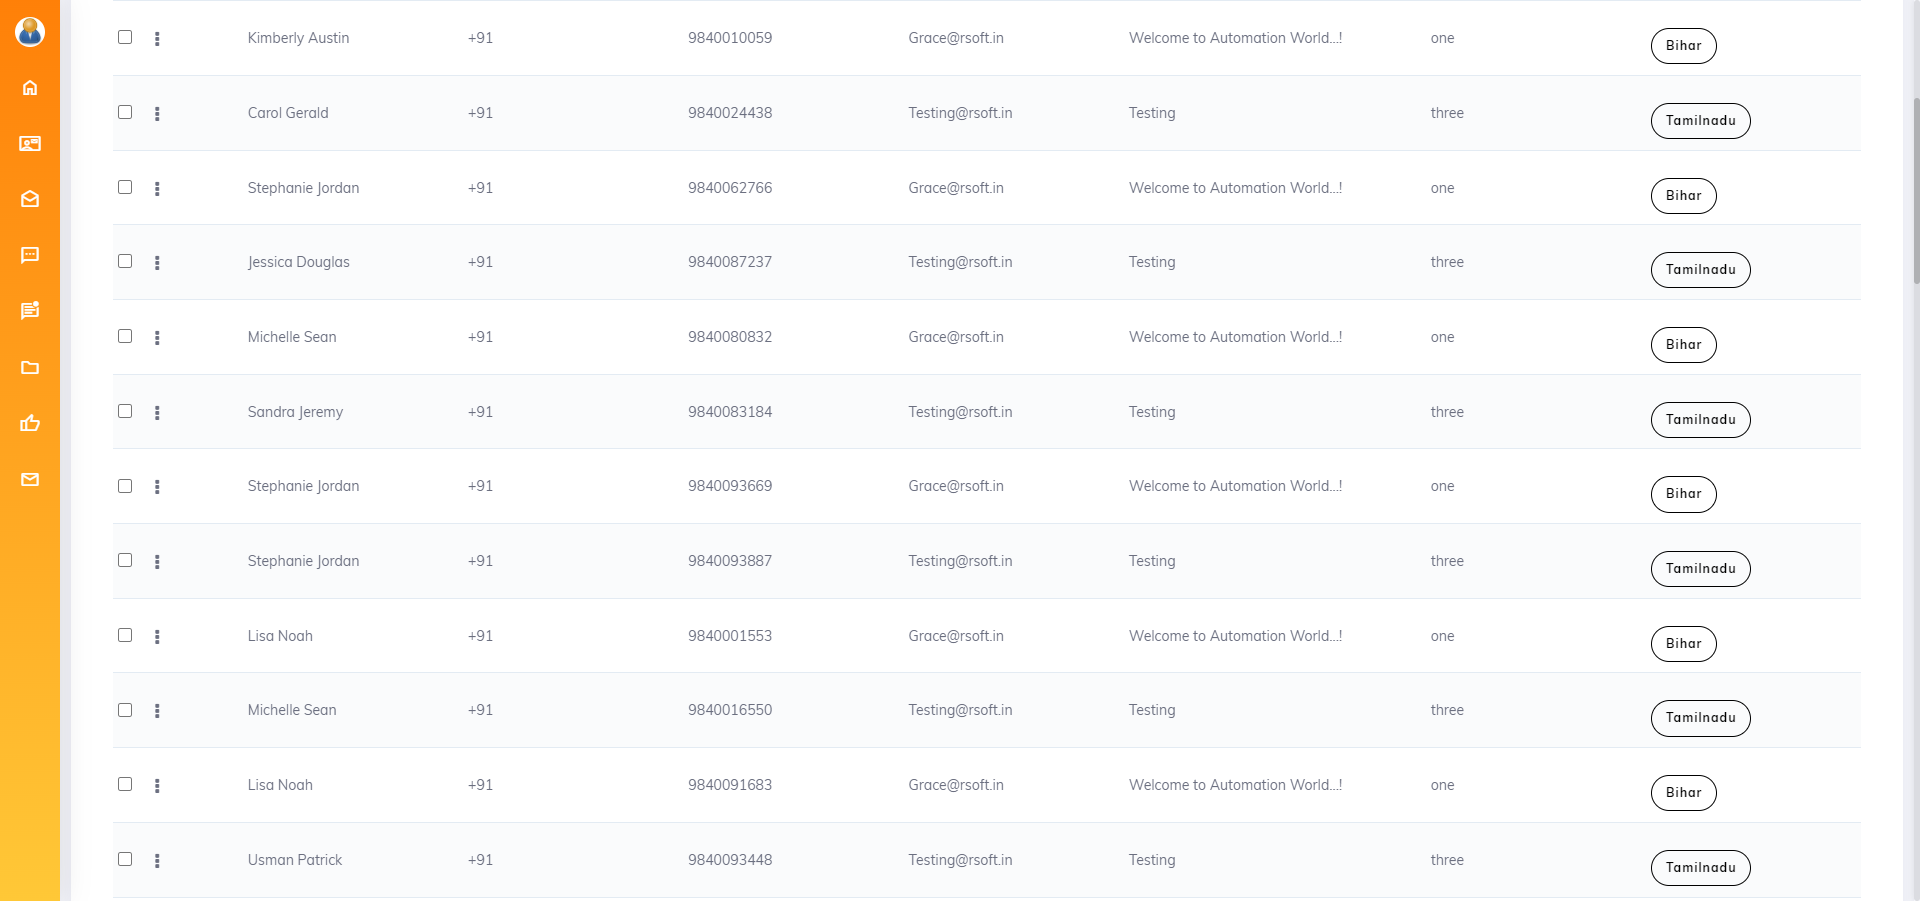 Kimberly Austin +91 9840010059 Grace@rsoft.in Welcome to Automation World...! one Bihar
Carol Gerald +91 9840024438 Testing@rsoft.in Testing three Tamilnadu
Stephanie Jordan +91 9840062766 Grace@rsoft.in Welcome to Automation World...! one Bihar
Jessica Douglas +91 9840087237 Testing@rsoft.in Testing three Tamilnadu
Michelle Sean +91 9840080832 Grace@rsoft.in Welcome to Automation World...! one Bihar
Sandra Jeremy +91 9840083184 Testing@rsoft.in Testing three Tamilnadu
Stephanie Jordan +91 9840093669 Grace@rsoft.in Welcome to Automation World...! one Bihar
Stephanie Jordan +91 9840093887 Testing@rsoft.in Testing three Tamilnadu
Lisa Noah +91 9840001553 Grace@rsoft.in Welcome to Automation World...! one Bihar
Michelle Sean +91 9840016550 Testing@rsoft.in Testing three Tamilnadu
Lisa Noah +91 9840091683 Grace@rsoft.in Welcome to Automation World...! one Bihar
Usman Patrick +91 9840093448 Testing@rsoft.in Testing three Tamilnadu